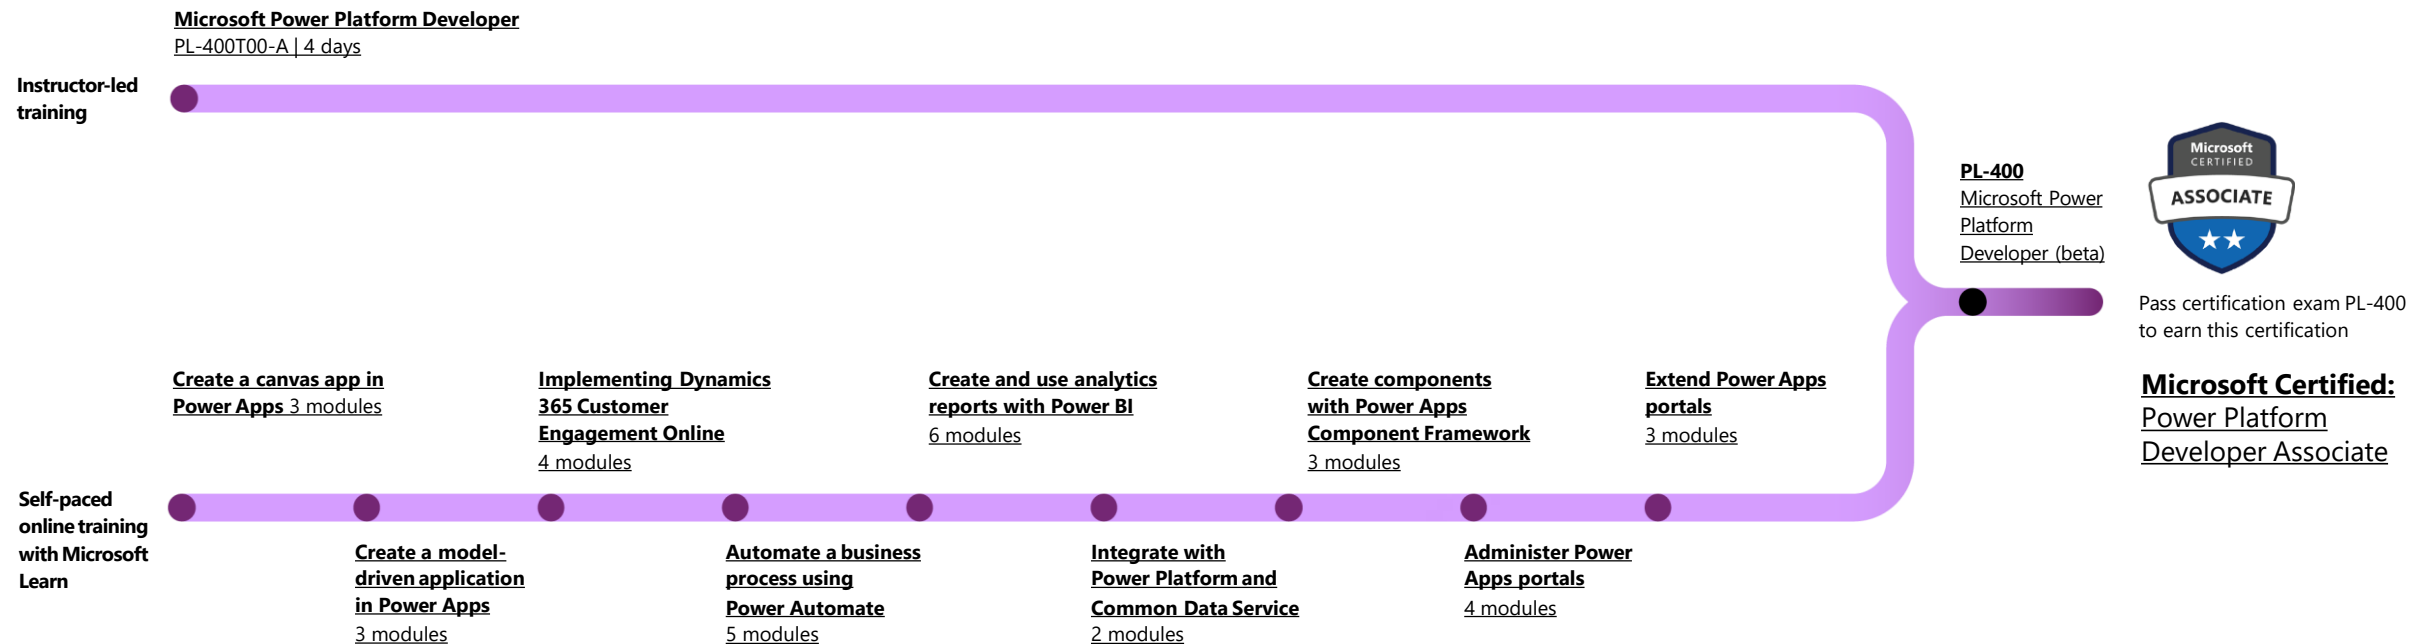 Microsoft Power Platform Developer
PL-400T00-A | 4 days
Instructor-led
training
PL-400
Microsoft Power
Platform
Developer (beta)
Microsoft
CERTIFIED
ASSOCIATE
Pass certification exam PL-400
to earn this certification
Microsoft Certified:
Power Platform
Developer Associate
Create a canvas app in
Power Apps 3 modules
Implementing Dynamics
365 Customer
Engagement Online
4 modules
Create and use analytics
reports with Power BI
6 modules
Create components
with Power Apps
Component Framework
3 modules
Extend Power Apps
portals
3 modules
Self-paced
online training
with Microsoft
Learn
Create a model-
driven application
in Power Apps
3 modules
Automate a business
process using
Power Automate
5 modules
Integrate with
Power Platform and
Common Data Service
2 modules
Administer Power
Apps portals
4 modules